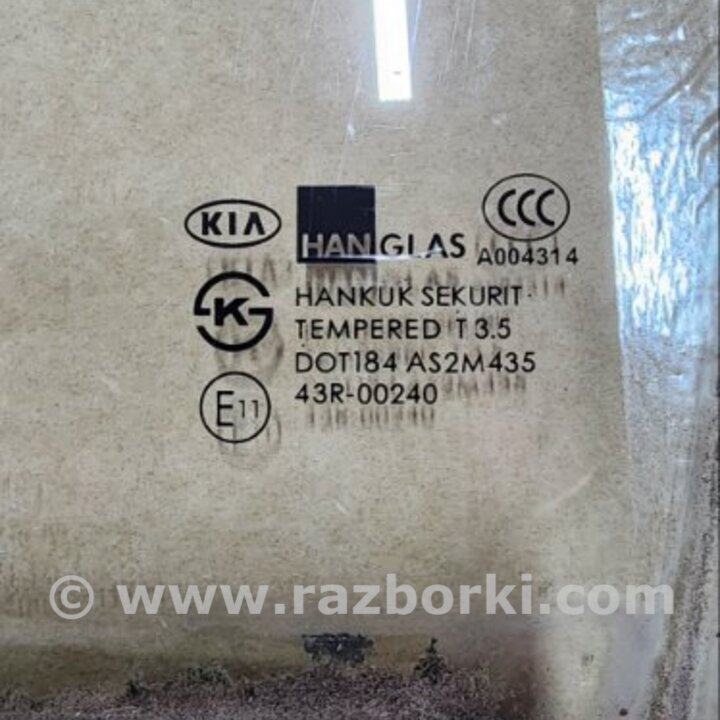 KIA HANGLAS CCC
A004314
K HANKUK SEKURIT
TEMPERED T 3.5
DOT184 AS2M435
E11 43R-00240
© www.razborki.com